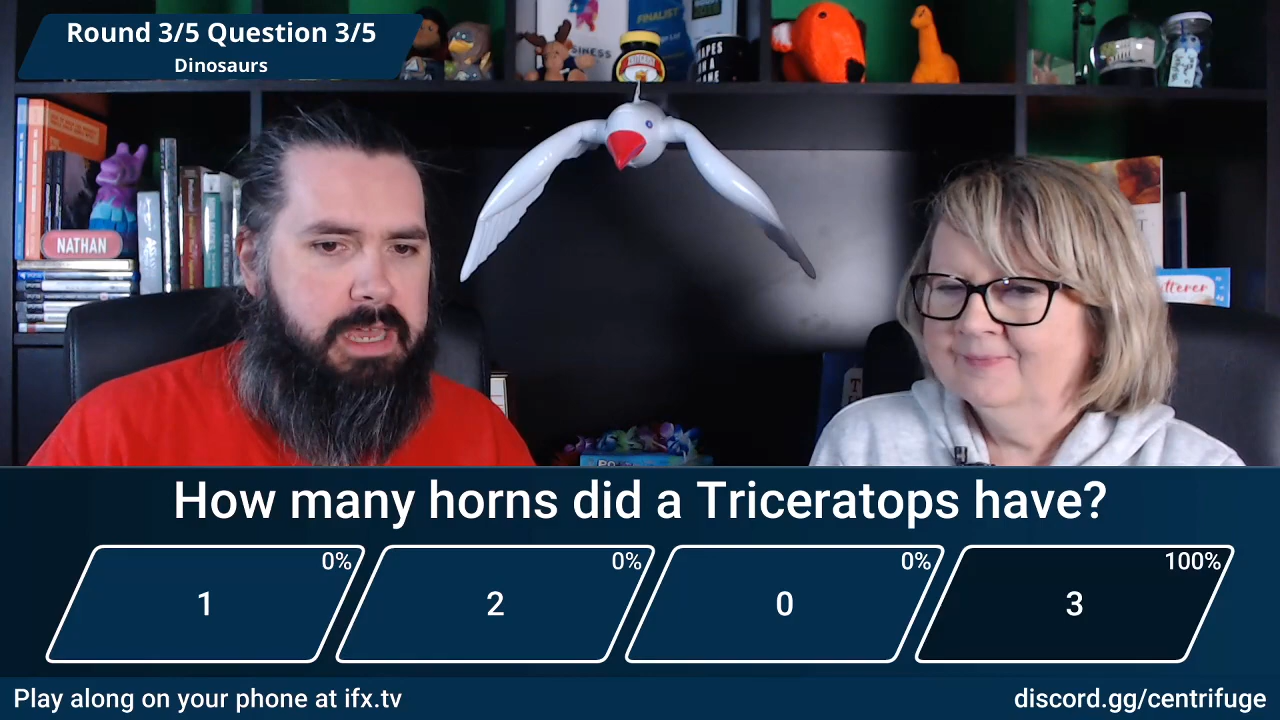 Round 3/5 Question 3/5
Dinosaurs
FINALIST
NATHAN
How many horns did a Triceratops have?
0%
1
0%
2
0%
0
100%
3
Play along on your phone at ifx.tv
discord.gg/centrifuge